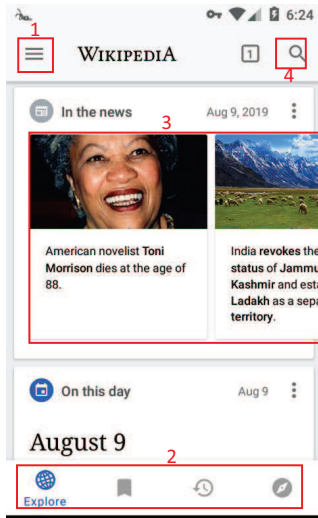 6:24
1
WIKIPEDIA
1
4
In the news
Aug 9, 2019
3
American novelist Toni
Morrison dies at the age of
88.
India revokes the
status of Jammu
Kashmir and esta
Ladakh as a sepa
territory.
On this day
Aug 9
August 9
2
Explore